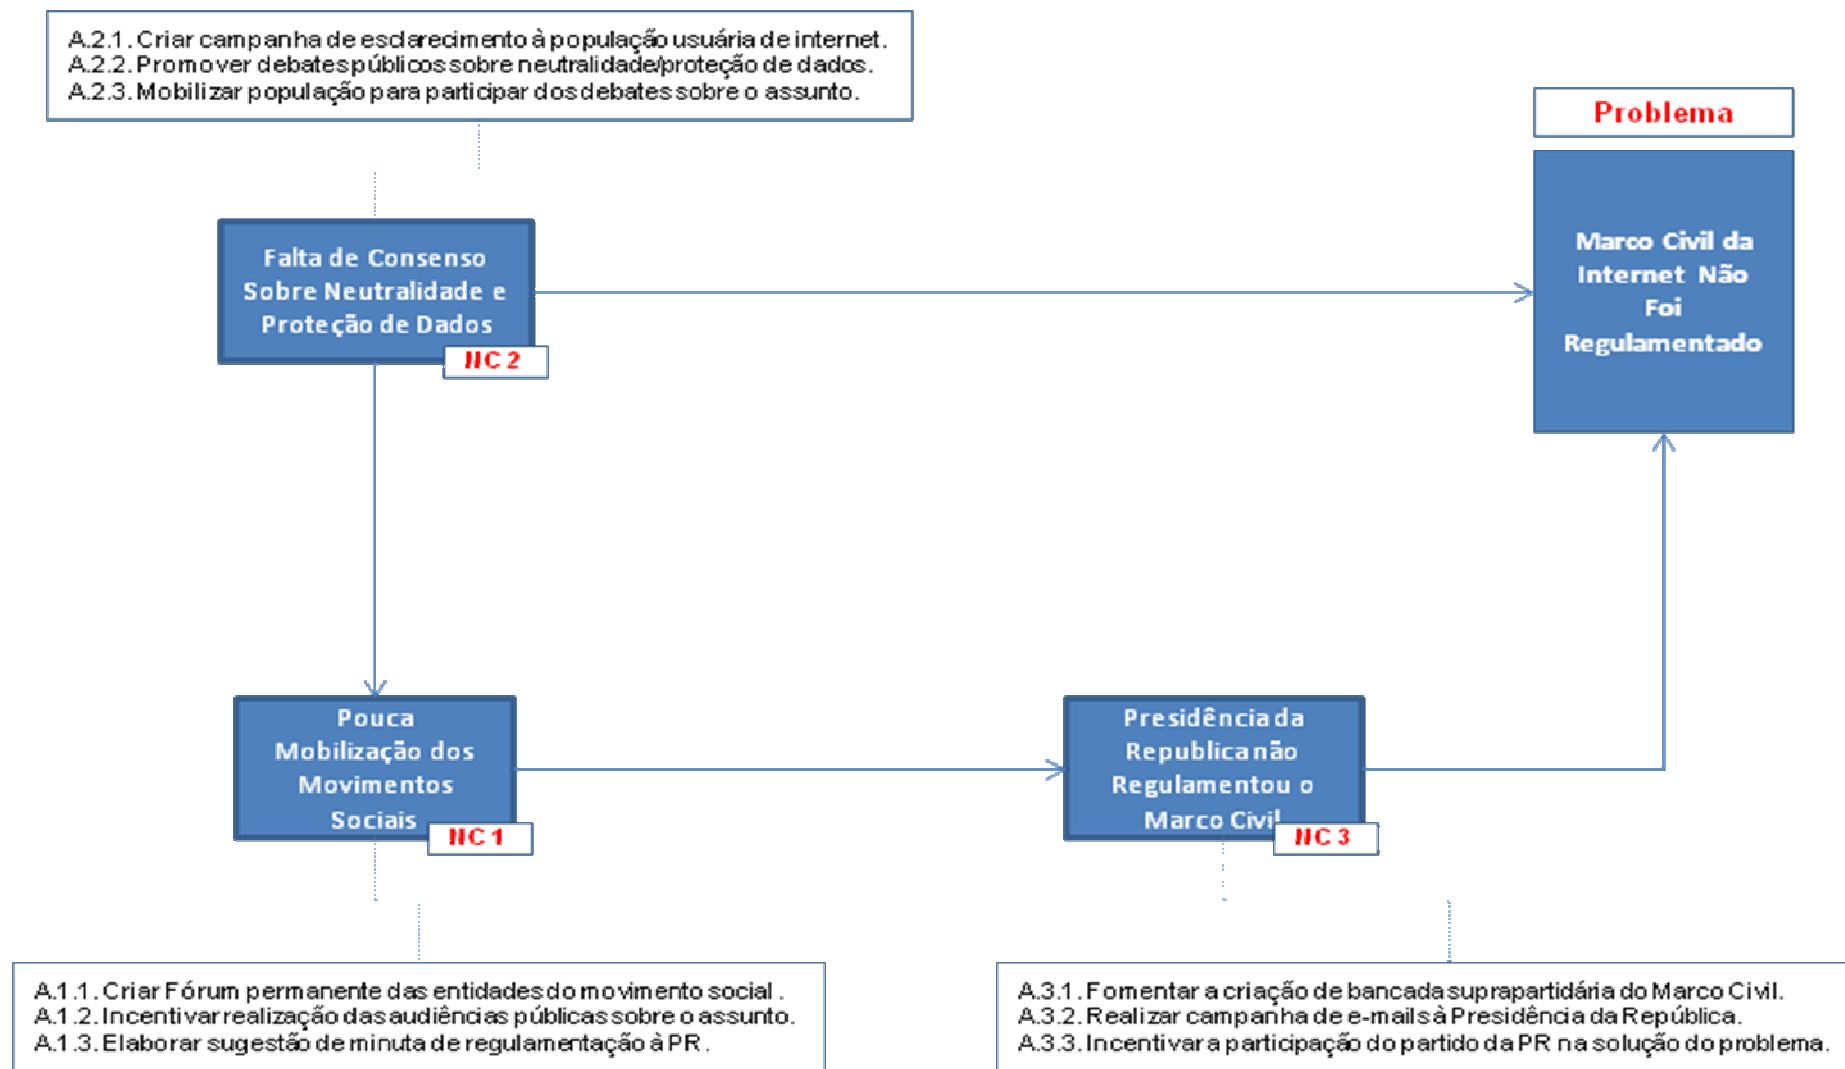 A.2.1. Criar campanha de esclarecimento à população usuária de internet.
A.2.2. Promover debates públicos sobre neutralidade/proteção de dados.
A.2.3. Mobilizar população para participar dos debates sobre o assunto.
Problema
Marco Civil da
Internet Não
Foi
Regulamentado
Falta de Consenso
Sobre Neutralidade e
Proteção de Dados
NC 2
Pouca
Mobilização dos
Movimentos
Sociais
NC 1
Presidência da
Republica não
Regulamentou o
Marco Civil
NC 3
A.1.1. Criar Fórum permanente das entidades do movimento social .
A.1.2. Incentivar realização das audiências públicas sobre o assunto.
A.1.3. Elaborar sugestão de minuta de regulamentação à PR .
A.3.1. Fomentar a criação de bancada suprapartidária do Marco Civil.
A.3.2. Realizar campanha de e-mails à Presidência da República.
A.3.3. Incentivar a participação do partido da PR na solução do problema.